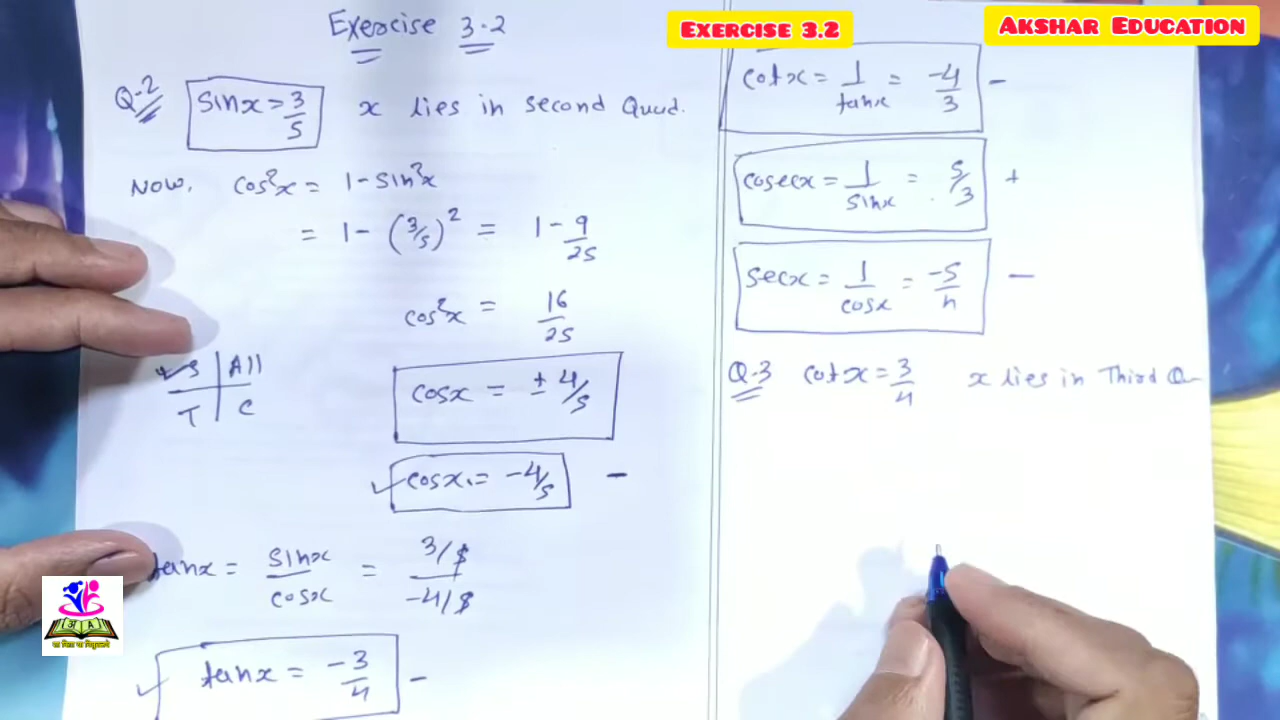 Exercise 3.2
EXERCISE 3.2
Akshar Education
Q-2 sinx = 3/5 x lies in second Quad.
Now, cos²x = 1 - sin²x
= 1 - (3/5)² = 1 - 9/25
cos²x = 16/25
S All
T C
cosx = ± 4/5
cosx = -4/5 -
tanx = sinx/cosx = 3/5 / -4/5
tanx = -3/4 -
cotx = 1/tanx = -4/3 -
cosecx = 1/sinx = 5/3 +
secx = 1/cosx = -5/4 -
Q-3 cotx = 3/4 x lies in Third Q
अ A